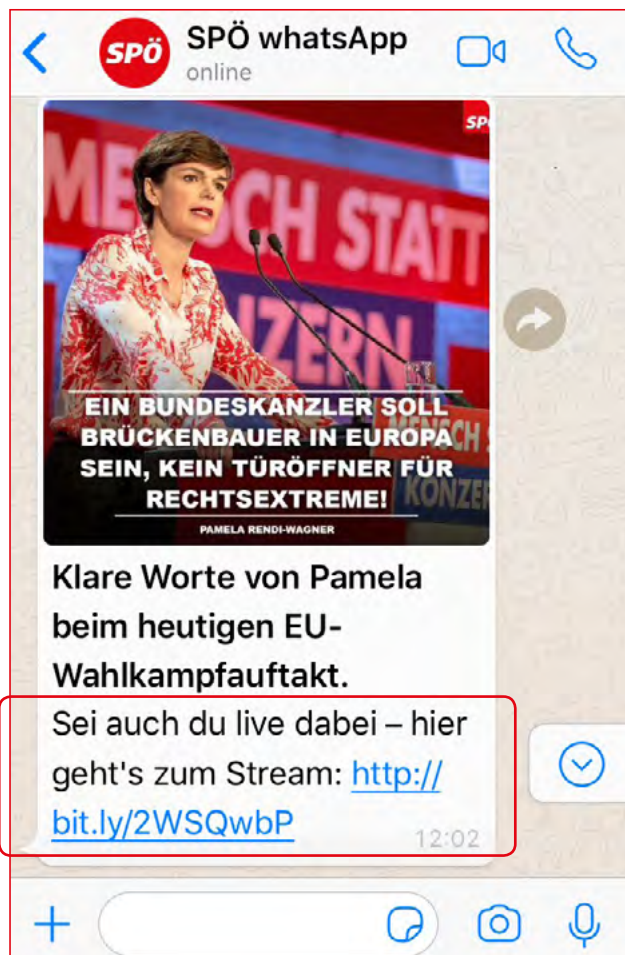 SPÖ
SPÖ whatsApp
online
SP
MENSCH STATT
KONZERN
EIN BUNDESKANZLER SOLL
BRÜCKENBAUER IN EUROPA
SEIN, KEIN TÜRÖFFNER FÜR
RECHTSEXTREME!
PAMELA RENDI-WAGNER
Klare Worte von Pamela
beim heutigen EU-
Wahlkampfauftakt.
Sei auch du live dabei – hier
geht's zum Stream: http://
bit.ly/2WSQwbP
12:02